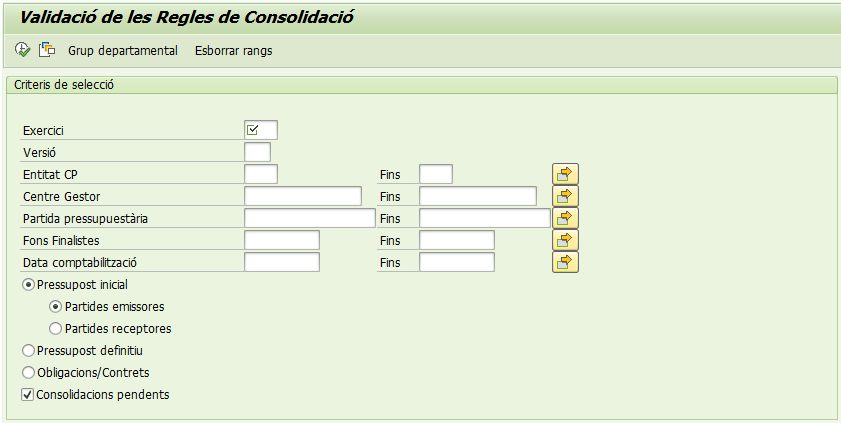 Validació de les Regles de Consolidació
Grup departamental Esborrar rangs
Criteris de selecció
Exercici
Versió
Entitat CP Fins
Centre Gestor Fins
Partida pressupuestària Fins
Fons Finalistes Fins
Data comptabilització Fins
Pressupost inicial
Partides emissores
Partides receptores
Pressupost definitiu
Obligacions/Contrets
Consolidacions pendents